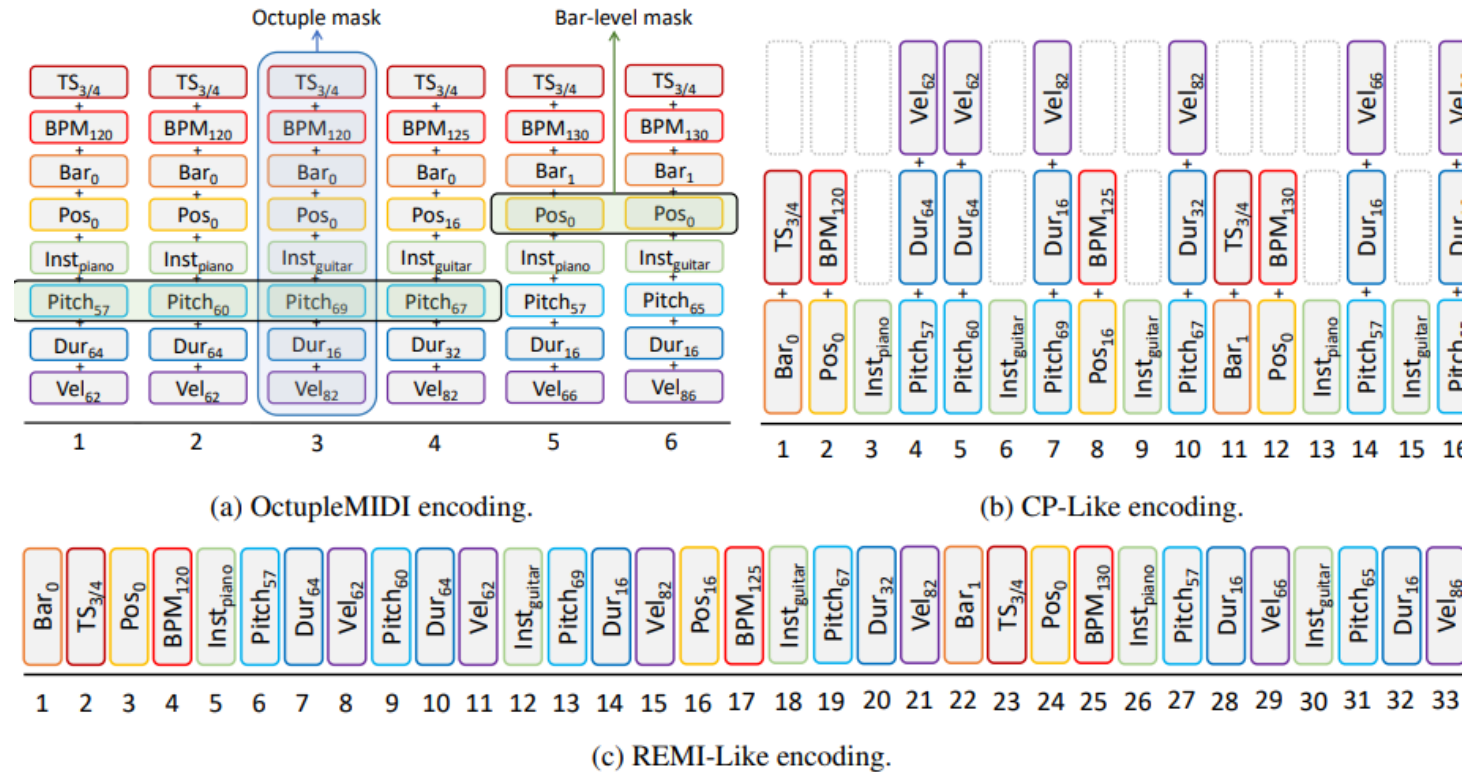 Octuple mask
Bar-level mask
TS3/4 TS3/4 TS3/4 TS3/4 TS3/4 TS3/4
+ + + + + +
BPM120 BPM120 BPM120 BPM125 BPM130 BPM130
+ + + + + +
Bar0 Bar0 Bar0 Bar0 Bar1 Bar1
+ + + + + +
Pos0 Pos0 Pos0 Pos16 Pos0 Pos0
+ + + + + +
Instpiano Instpiano Instguitar Instguitar Instpiano Instguitar
+ + + + + +
Pitch57 Pitch60 Pitch69 Pitch67 Pitch57 Pitch65
+ + + + + +
Dur64 Dur64 Dur16 Dur32 Dur16 Dur16
+ + + + + +
Vel62 Vel62 Vel82 Vel82 Vel66 Vel86
1 2 3 4 5 6
(a) OctupleMIDI encoding.
Vel62 Vel62 Vel82 Vel82 Vel66
+ + + + + +
TS3/4 BPM120 Dur64 Dur64 Dur16 BPM125 Dur32 TS3/4 BPM130 Dur16
+ + + + + + + + + + +
Bar0 Pos0 Instpiano Pitch57 Pitch60 Instguitar Pitch69 Pos16 Instguitar Pitch67 Bar1 Pos0 Instpiano Pitch57 Instguitar
1 2 3 4 5 6 7 8 9 10 11 12 13 14 15 16
(b) CP-Like encoding.
Bar0 TS3/4 Pos0 BPM120 Instpiano Pitch57 Dur64 Vel62 Pitch60 Dur64 Vel62 Instguitar Pitch69 Dur16 Vel82 Pos16 BPM125 Instguitar Pitch67 Dur32 Vel82 Bar1 TS3/4 Pos0 BPM130 Instpiano Pitch57 Dur16 Vel66 Instguitar Pitch65 Dur16 Vel86
1 2 3 4 5 6 7 8 9 10 11 12 13 14 15 16 17 18 19 20 21 22 23 24 25 26 27 28 29 30 31 32 33
(c) REMI-Like encoding.